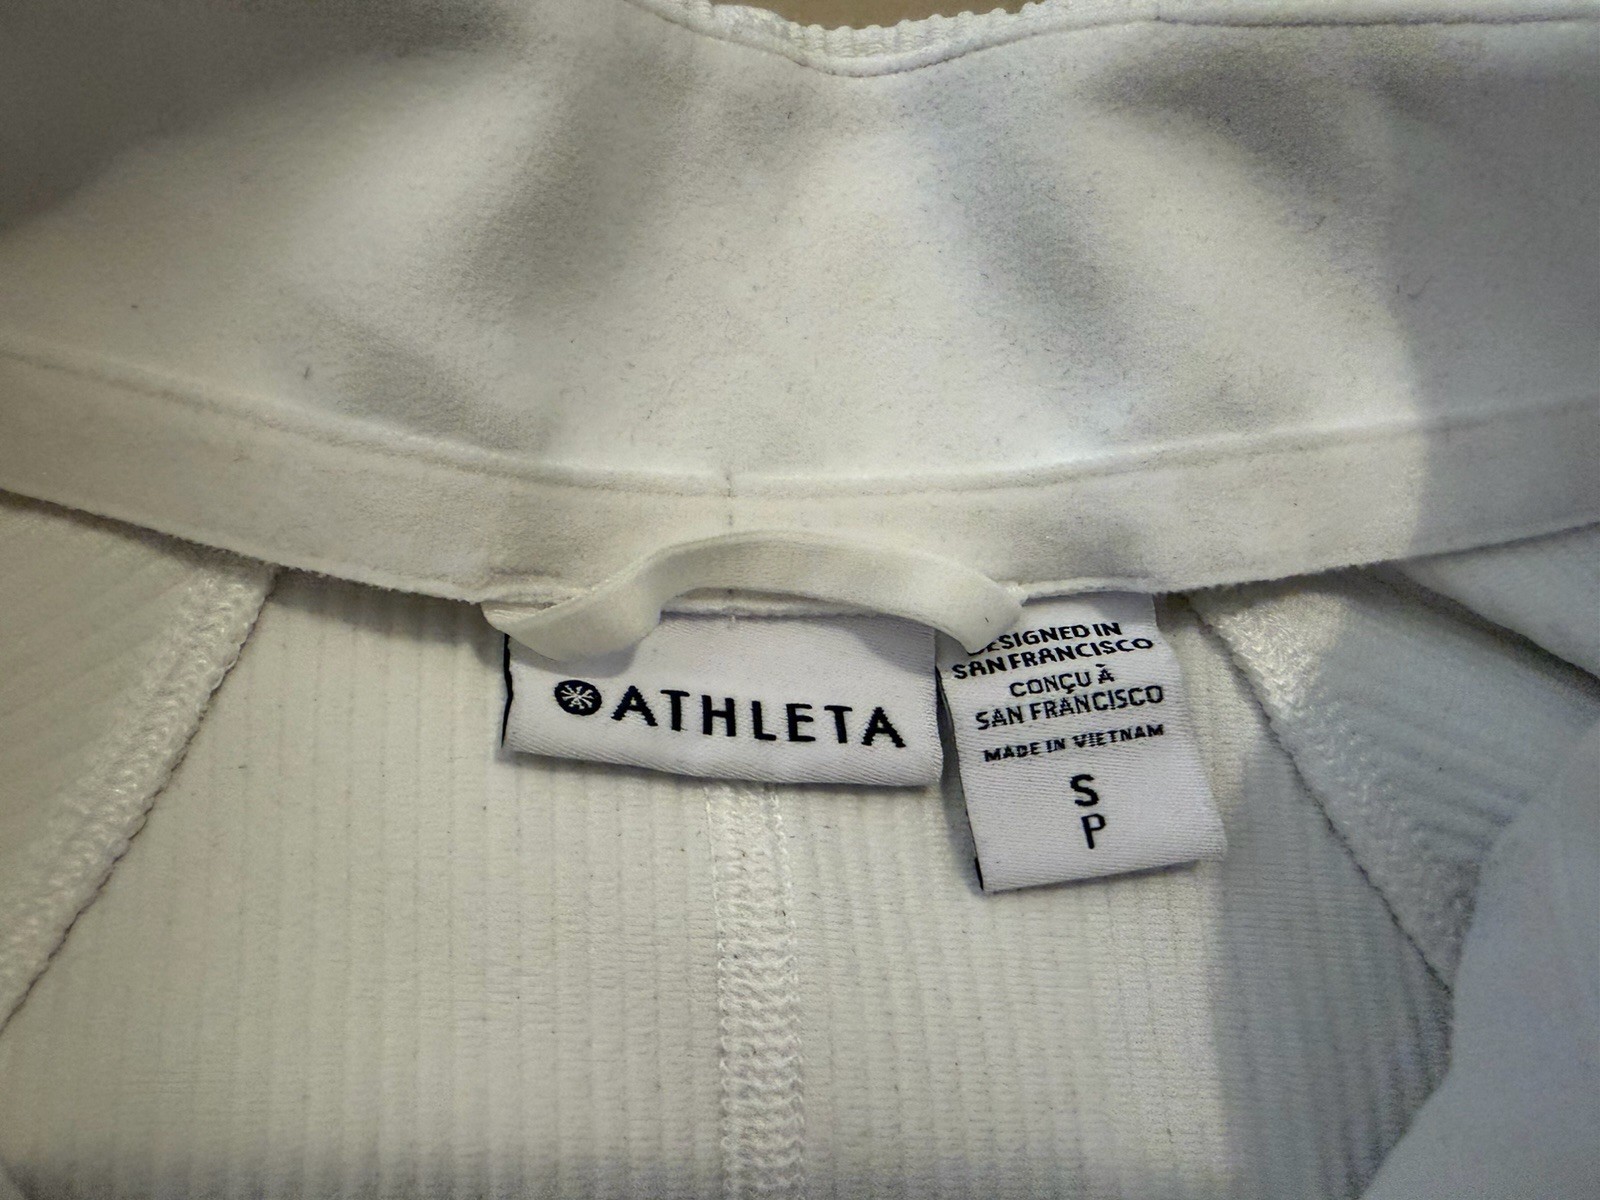 ATHLETA
DESIGNED IN
SAN FRANCISCO
CONÇU À
SAN FRANCISCO
MADE IN VIETNAM
S
P